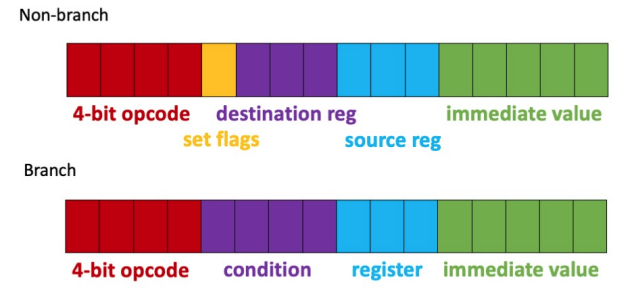 Non-branch
4-bit opcode destination reg immediate value
set flags source reg
Branch
4-bit opcode condition register immediate value